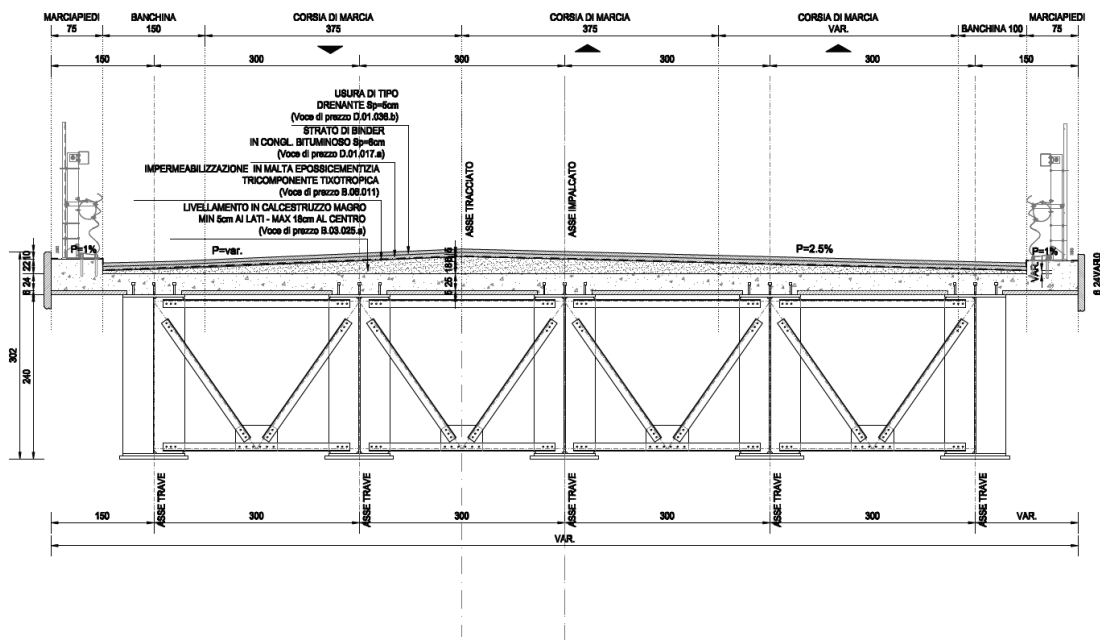 MARCIAPIEDI BANCHINA CORSIA DI MARCIA CORSIA DI MARCIA CORSIA DI MARCIA MARCIAPIEDI
75 150 375 375 VAR. BANCHINA 100 75
150 300 300 300 300 150
USURA DI TIPO
DRENANTE Sp=5cm
(Voce di prezzo D.01.036.b)
STRATO DI BINDER
IN CONGL. BITUMINOSO Sp=6cm
(Voce di prezzo D.01.017.a)
IMPERMEABILIZZAZIONE IN MALTA EPOSSICEMENTIZIA
TRICOMPONENTE TIXOTROPICA
(Voce di prezzo B.06.011)
LIVELLAMENTO IN CALCESTRUZZO MAGRO
MIN 5cm AI LATI - MAX 18cm AL CENTRO
(Voce di prezzo B.03.025.a)
ASSE TRACCIATO
ASSE IMPALCATO
P=1% P=var. P=2.5% P=1%
6 24 22 10
302
240
VAR.
ASSE TRAVE ASSE TRAVE ASSE TRAVE ASSE TRAVE ASSE TRAVE
150 300 300 300 300 VAR.
VAR.